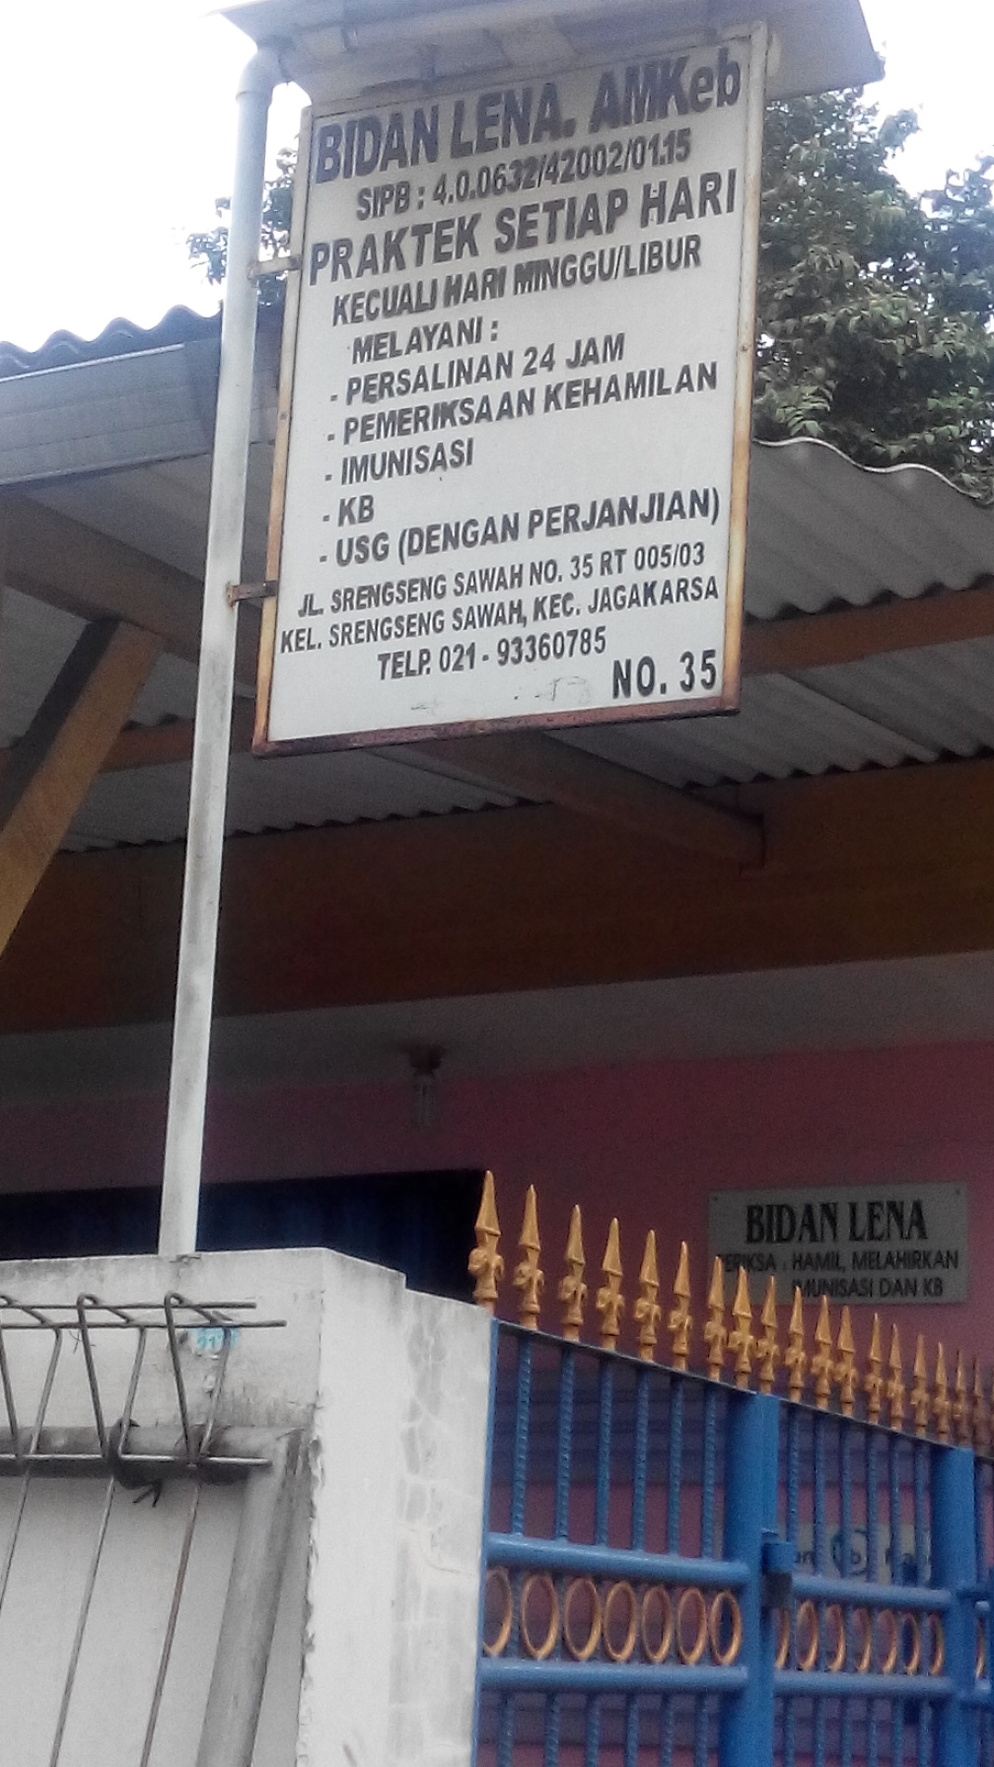 BIDAN LENA. AMKeb
SIPB : 4.0.0632/42002/01.15
PRAKTEK SETIAP HARI
KECUALI HARI MINGGU/LIBUR
MELAYANI :
- PERSALINAN 24 JAM
- PEMERIKSAAN KEHAMILAN
- IMUNISASI
- KB
- USG (DENGAN PERJANJIAN)
JL. SRENGSENG SAWAH NO. 35 RT 005/03
KEL. SRENGSENG SAWAH, KEC. JAGAKARSA
TELP. 021 - 93360785
NO. 35
BIDAN LENA
PERIKSA : HAMIL, MELAHIRKAN
IMUNISASI DAN KB